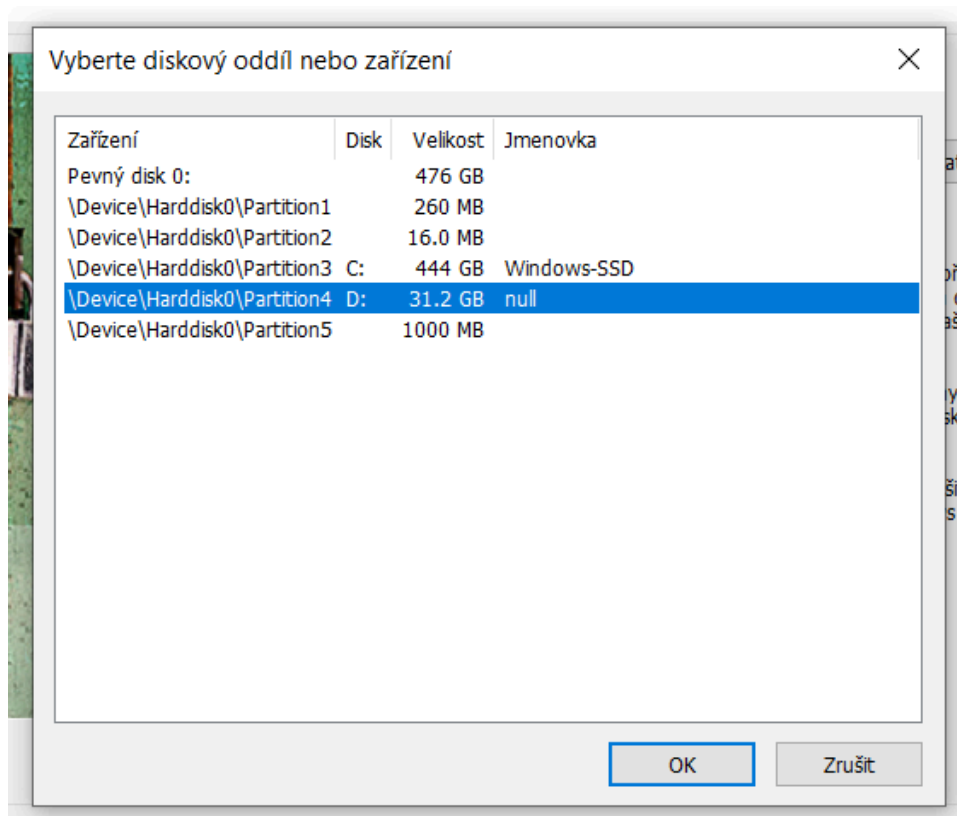 Vyberte diskový oddíl nebo zařízení
Zařízení Disk Velikost Jmenovka
Pevný disk 0: 476 GB
\Device\Harddisk0\Partition1 260 MB
\Device\Harddisk0\Partition2 16.0 MB
\Device\Harddisk0\Partition3 C: 444 GB Windows-SSD
\Device\Harddisk0\Partition4 D: 31.2 GB null
\Device\Harddisk0\Partition5 1000 MB
OK Zrušit